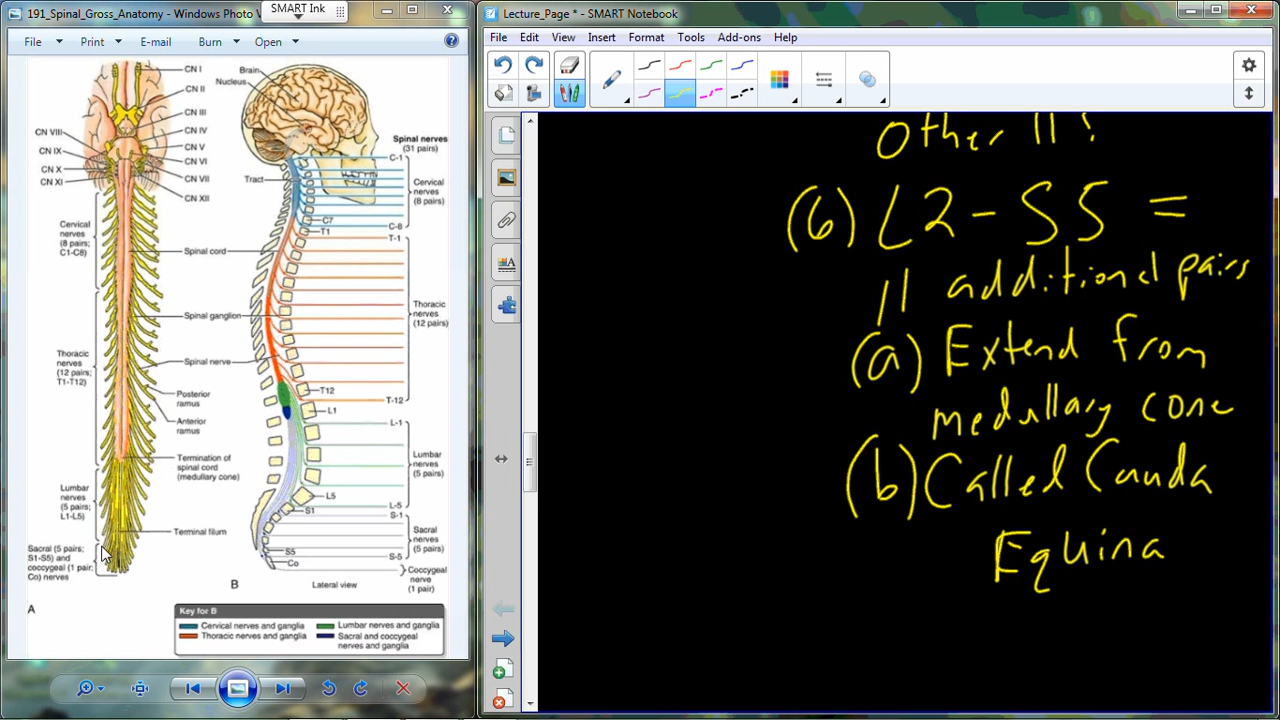 191_Spinal_Gross_Anatomy - Windows Photo V
SMART Ink
File Print E-mail Burn Open
CN I
CN II
CN III
CN IV
CN V
CN VI
CN VII
CN XII
CN VIII
CN IX
CN X
CN XI
Cervical
nerves
(8 pairs;
C1-C8)
Spinal cord
Spinal ganglion
Spinal nerve
Thoracic
nerves
(12 pairs;
T1-T12)
Posterior
ramus
Anterior
ramus
Termination of
spinal cord
(medullary cone)
Lumbar
nerves
(5 pairs;
L1-L5)
Terminal filum
Sacral (5 pairs;
S1-S5) and
coccygeal (1 pair;
Co) nerves
A
Brain
Nucleus
Tract
Spinal nerves
(31 pairs)
C-1
Cervical
nerves
(8 pairs)
C7
C-8
T1
T-1
Thoracic
nerves
(12 pairs)
T12
T-12
L1
L-1
Lumbar
nerves
(5 pairs)
L5
L-5
S1
S-1
Sacral
nerves
(5 pairs)
S5
S-5
Co
Coccygeal
nerve
(1 pair)
B
Lateral view
Key for B
Cervical nerves and ganglia
Thoracic nerves and ganglia
Lumbar nerves and ganglia
Sacral and coccygeal
nerves and ganglia
Lecture_Page * - SMART Notebook
File Edit View Insert Format Tools Add-ons Help
Other 11?
(6) L2 - S5 =
11 additional pairs
(a) Extend from
medullary cone
(b) Called Cauda
Equina